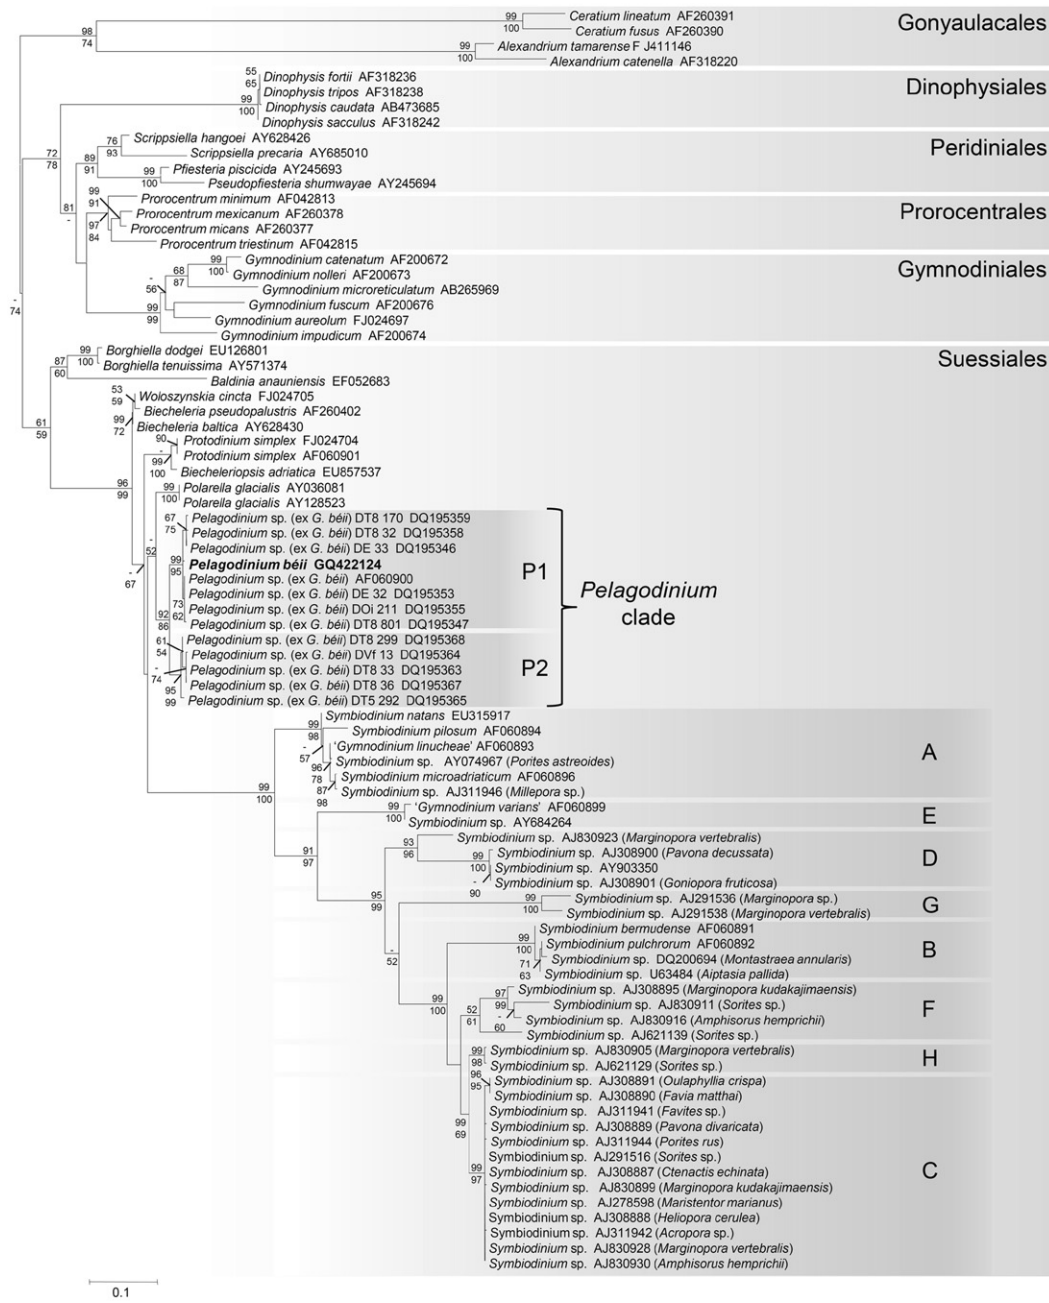 99
100
Ceratium lineatum AF260391
Gonyaulacales
98
74
Ceratium fusus AF260390
99
100
Alexandrium tamarense F J411146
Alexandrium catenella AF318220
55
65
Dinophysis fortii AF318236
Dinophysiales
Dinophysis tripos AF318238
99
100
Dinophysis caudata AB473685
Dinophysis sacculus AF318242
76
93
Scrippsiella hangoei AY628426
Peridiniales
72
78
89
91
Scrippsiella precaria AY685010
99
100
Pfiesteria piscicida AY245693
Pseudopfiesteria shumwayae AY245694
99
91
Prorocentrum minimum AF042813
Prorocentrales
81
-
Prorocentrum mexicanum AF260378
97
84
Prorocentrum micans AF260377
Prorocentrum triestinum AF042815
99
100
Gymnodinium catenatum AF200672
Gymnodiniales
68
87
Gymnodinium nolleri AF200673
-
56
Gymnodinium microreticulatum AB265969
-
74
99
99
Gymnodinium fuscum AF200676
Gymnodinium aureolum FJ024697
Gymnodinium impudicum AF200674
99
100
Borghiella dodgei EU126801
Suessiales
87
60
Borghiella tenuissima AY571374
Baldinia anauniensis EF052683
53
59
Woloszynskia cincta FJ024705
Biecheleria pseudopalustris AF260402
61
59
99
72
Biecheleria baltica AY628430
90
Protodinium simplex FJ024704
-
99
100
Protodinium simplex AF060901
Biecheleriopsis adriatica EU857537
96
99
99
100
Polarella glacialis AY036081
Polarella glacialis AY128523
67
75
Pelagodinium sp. (ex G. béii) DT8 170 DQ195359
Pelagodinium sp. (ex G. béii) DT8 32 DQ195358
-
52
Pelagodinium sp. (ex G. béii) DE 33 DQ195346
-
67
99
95
Pelagodinium béii GQ422124
P1
Pelagodinium sp. (ex G. béii) AF060900
Pelagodinium clade
Pelagodinium sp. (ex G. béii) DE 32 DQ195353
73
62
Pelagodinium sp. (ex G. béii) DOi 211 DQ195355
92
86
Pelagodinium sp. (ex G. béii) DT8 801 DQ195347
61
54
Pelagodinium sp. (ex G. béii) DT8 299 DQ195368
Pelagodinium sp. (ex G. béii) DVf 13 DQ195364
-
74
Pelagodinium sp. (ex G. béii) DT8 33 DQ195363
P2
95
99
Pelagodinium sp. (ex G. béii) DT8 36 DQ195367
Pelagodinium sp. (ex G. béii) DT5 292 DQ195365
99
98
Symbiodinium natans EU315917
Symbiodinium pilosum AF060894
-
57
'Gymnodinium linucheae' AF060893
A
96
78
Symbiodinium sp. AY074967 (Porites astreoides)
Symbiodinium microadriaticum AF060896
87
98
Symbiodinium sp. AJ311946 (Millepora sp.)
99
100
99
100
'Gymnodinium varians' AF060899
E
Symbiodinium sp. AY684264
93
96
Symbiodinium sp. AJ830923 (Marginopora vertebralis)
91
97
99
100
Symbiodinium sp. AJ308900 (Pavona decussata)
D
Symbiodinium sp. AY903350
-
90
Symbiodinium sp. AJ308901 (Goniopora fruticosa)
95
99
99
100
Symbiodinium sp. AJ291536 (Marginopora sp.)
G
Symbiodinium sp. AJ291538 (Marginopora vertebralis)
99
100
Symbiodinium bermudense AF060891
-
52
Symbiodinium pulchrorum AF060892
B
71
63
Symbiodinium sp. DQ200694 (Montastraea annularis)
Symbiodinium sp. U63484 (Aiptasia pallida)
99
100
97
99
Symbiodinium sp. AJ308895 (Marginopora kudakajimaensis)
52
61
Symbiodinium sp. AJ830911 (Sorites sp.)
F
-
60
Symbiodinium sp. AJ830916 (Amphisorus hemprichii)
Symbiodinium sp. AJ621139 (Sorites sp.)
99
98
Symbiodinium sp. AJ830905 (Marginopora vertebralis)
H
Symbiodinium sp. AJ621129 (Sorites sp.)
96
95
Symbiodinium sp. AJ308891 (Oulaphyllia crispa)
Symbiodinium sp. AJ308890 (Favia matthai)
Symbiodinium sp. AJ311941 (Favites sp.)
99
69
Symbiodinium sp. AJ308889 (Pavona divaricata)
Symbiodinium sp. AJ311944 (Porites rus)
Symbiodinium sp. AJ291516 (Sorites sp.)
99
97
Symbiodinium sp. AJ308887 (Ctenactis echinata)
C
Symbiodinium sp. AJ830899 (Marginopora kudakajimaensis)
Symbiodinium sp. AJ278598 (Maristentor marianus)
Symbiodinium sp. AJ308888 (Heliopora cerulea)
Symbiodinium sp. AJ311942 (Acropora sp.)
Symbiodinium sp. AJ830928 (Marginopora vertebralis)
Symbiodinium sp. AJ830930 (Amphisorus hemprichii)
0.1